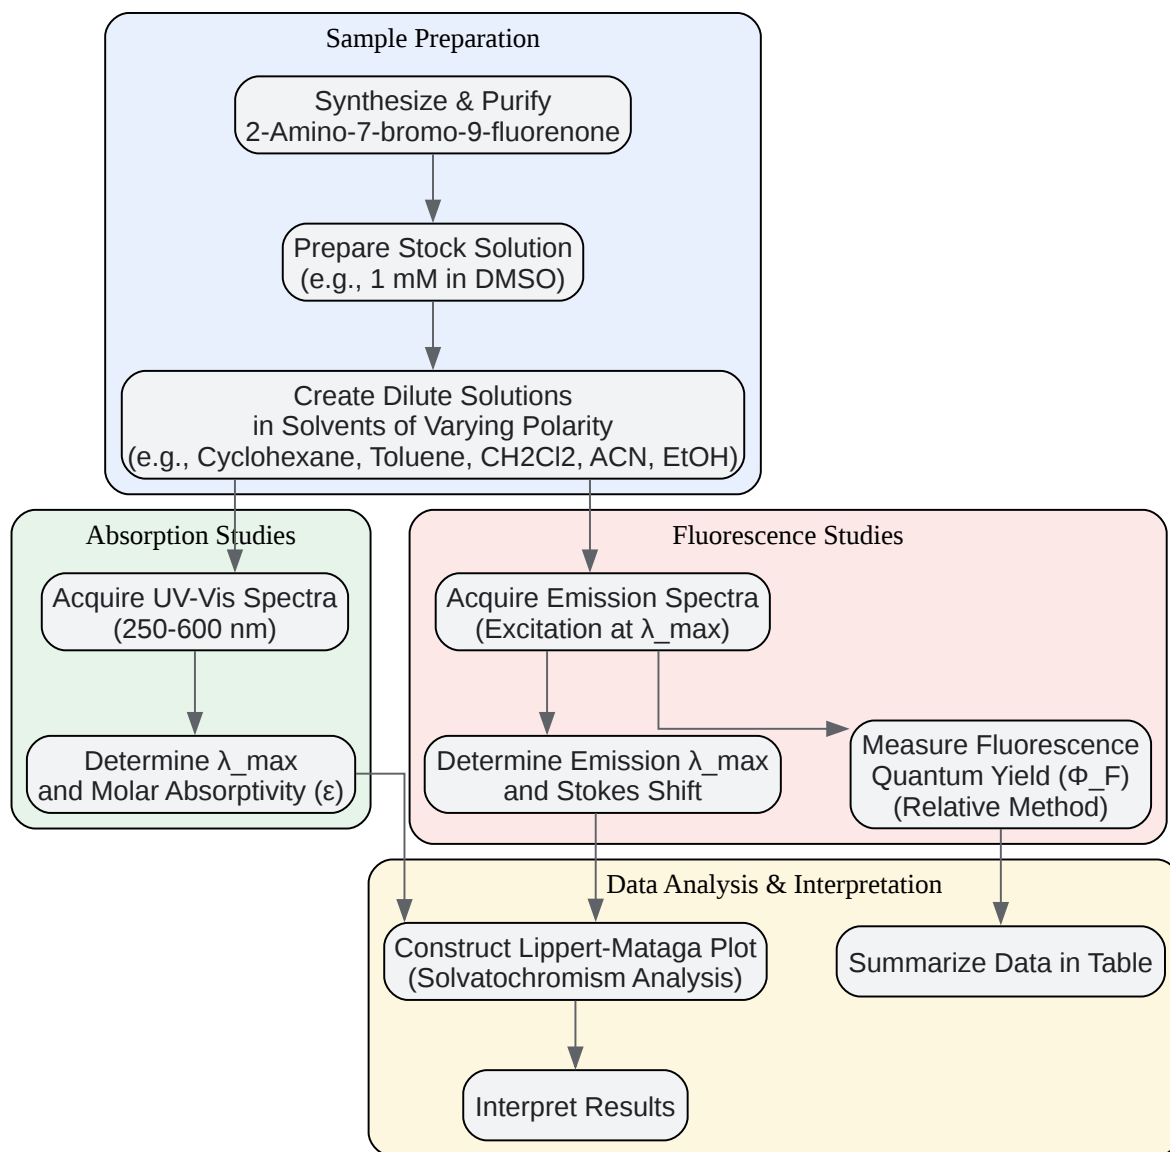 Sample Preparation
Synthesize & Purify
2-Amino-7-bromo-9-fluorenone
Prepare Stock Solution
(e.g., 1 mM in DMSO)
Create Dilute Solutions
in Solvents of Varying Polarity
(e.g., Cyclohexane, Toluene, CH2Cl2, ACN, EtOH)
Absorption Studies
Acquire UV-Vis Spectra
(250-600 nm)
Determine λ_max
and Molar Absorptivity (ε)
Fluorescence Studies
Acquire Emission Spectra
(Excitation at λ_max)
Determine Emission λ_max
and Stokes Shift
Measure Fluorescence
Quantum Yield (Φ_F)
(Relative Method)
Data Analysis & Interpretation
Construct Lippert-Mataga Plot
(Solvatochromism Analysis)
Summarize Data in Table
Interpret Results